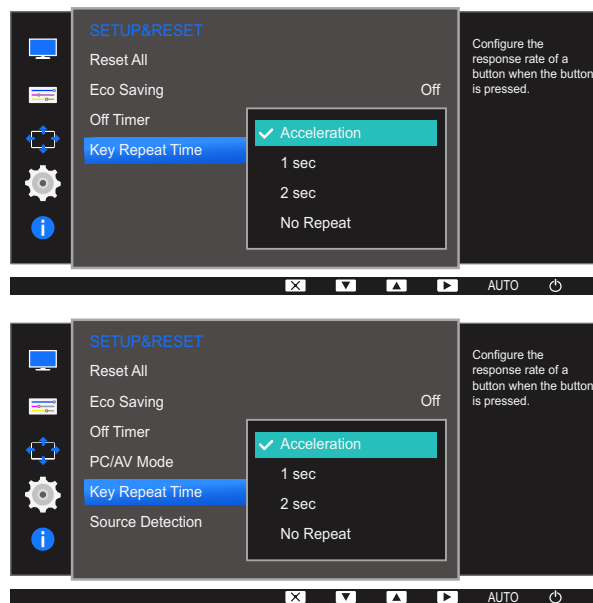 SETUP&RESET
Reset All
Eco Saving Off
Off Timer
Key Repeat Time
Acceleration
1 sec
2 sec
No Repeat
Configure the
response rate of a
button when the button
is pressed.
AUTO
SETUP&RESET
Reset All
Eco Saving Off
Off Timer
PC/AV Mode
Key Repeat Time
Source Detection
Acceleration
1 sec
2 sec
No Repeat
Configure the
response rate of a
button when the button
is pressed.
AUTO